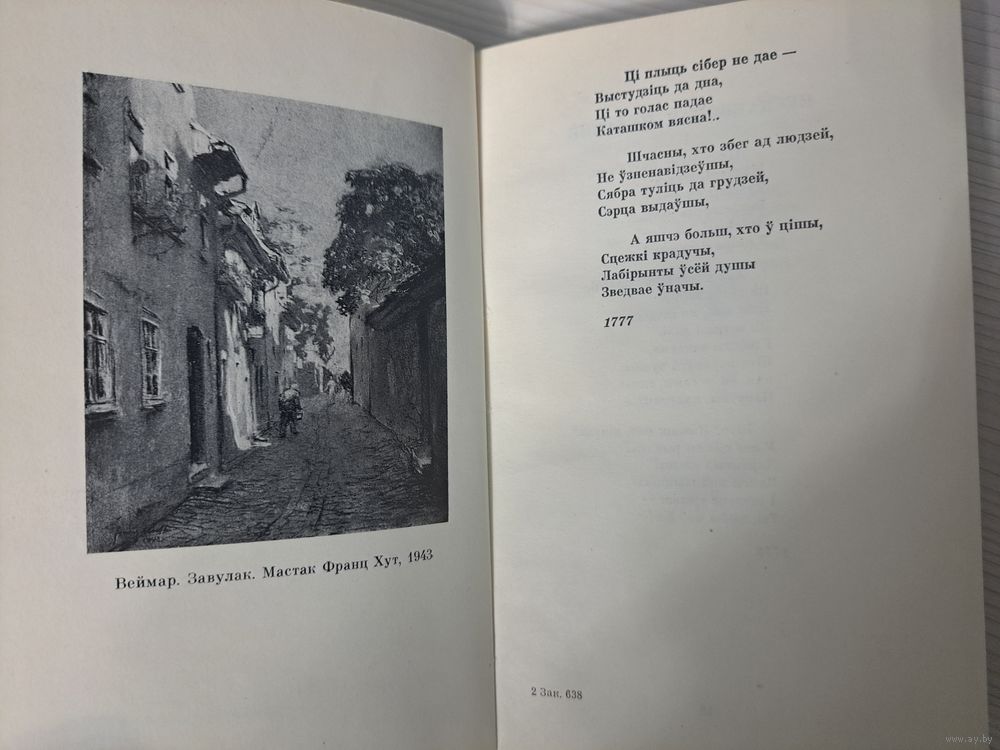 Веймар. Завулак. Мастак Франц Хут, 1943
Ці плыць сібер не дае —
Выстудзіць да дна,
Ці то голас падае
Каташком вясна!..
Шчасны, хто збег ад людзей,
Не ўзненавідзеўшы,
Сябра туліць да грудзей,
Сэрца выдаўшы,
А яшчэ больш, хто ў цішы,
Сцежкі крадучы,
Лабірынты ўсёй душы
Зведвае ўначы.
1777
2 Зак. 638
www.ay.by